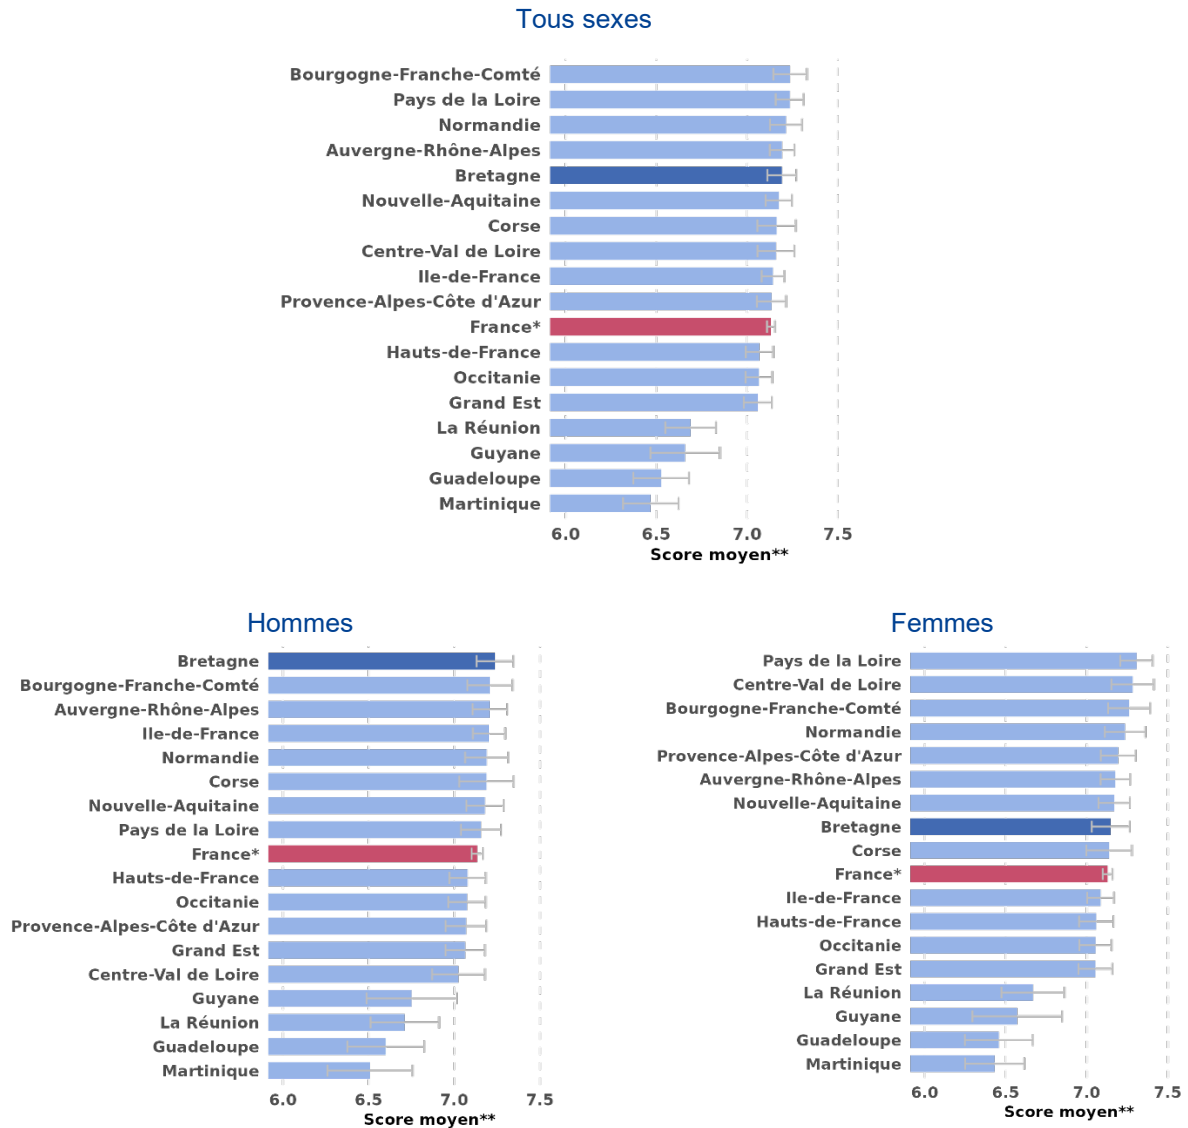 Tous sexes
Bourgogne-Franche-Comté
Pays de la Loire
Normandie
Auvergne-Rhône-Alpes
Bretagne
Nouvelle-Aquitaine
Corse
Centre-Val de Loire
Ile-de-France
Provence-Alpes-Côte d'Azur
France*
Hauts-de-France
Occitanie
Grand Est
La Réunion
Guyane
Guadeloupe
Martinique
6.0 6.5 7.0 7.5
Score moyen**
Hommes
Bretagne
Bourgogne-Franche-Comté
Auvergne-Rhône-Alpes
Ile-de-France
Normandie
Corse
Nouvelle-Aquitaine
Pays de la Loire
France*
Hauts-de-France
Occitanie
Provence-Alpes-Côte d'Azur
Grand Est
Centre-Val de Loire
Guyane
La Réunion
Guadeloupe
Martinique
6.0 6.5 7.0 7.5
Score moyen**
Femmes
Pays de la Loire
Centre-Val de Loire
Bourgogne-Franche-Comté
Normandie
Provence-Alpes-Côte d'Azur
Auvergne-Rhône-Alpes
Nouvelle-Aquitaine
Bretagne
Corse
France*
Ile-de-France
Hauts-de-France
Occitanie
Grand Est
La Réunion
Guyane
Guadeloupe
Martinique
6.0 6.5 7.0 7.5
Score moyen**